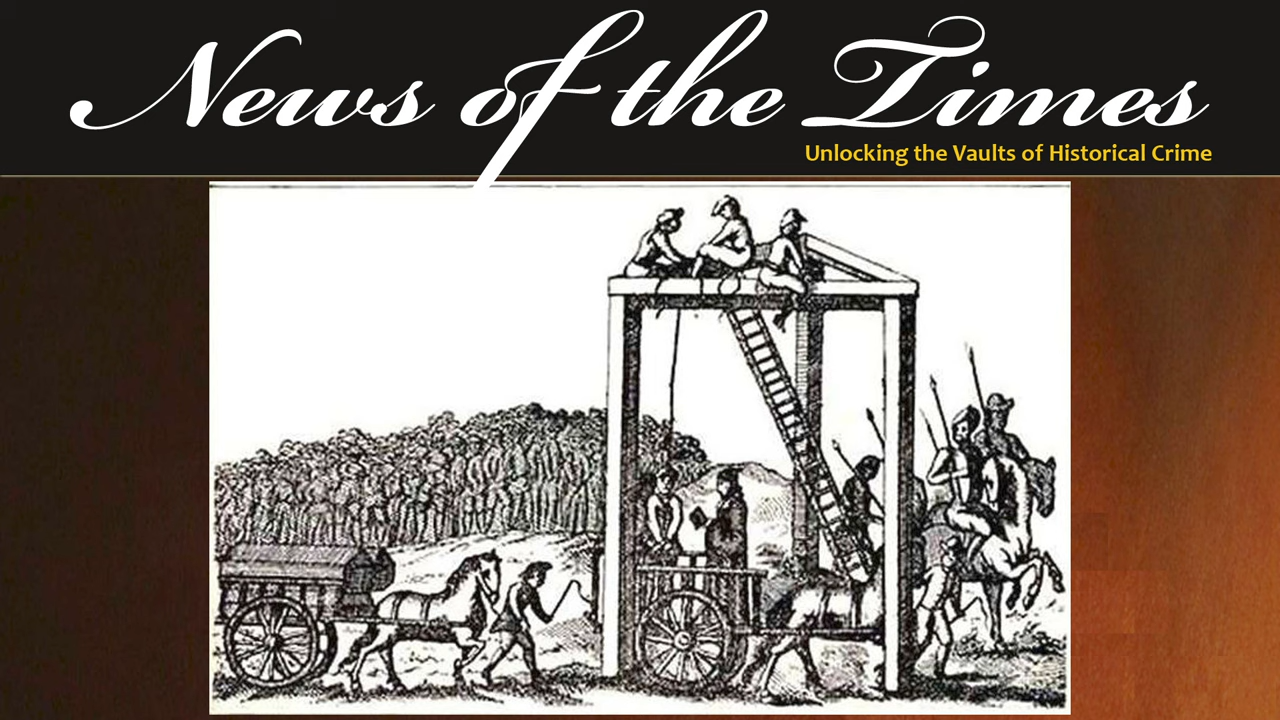 News of the Times
Unlocking the Vaults of Historical Crime